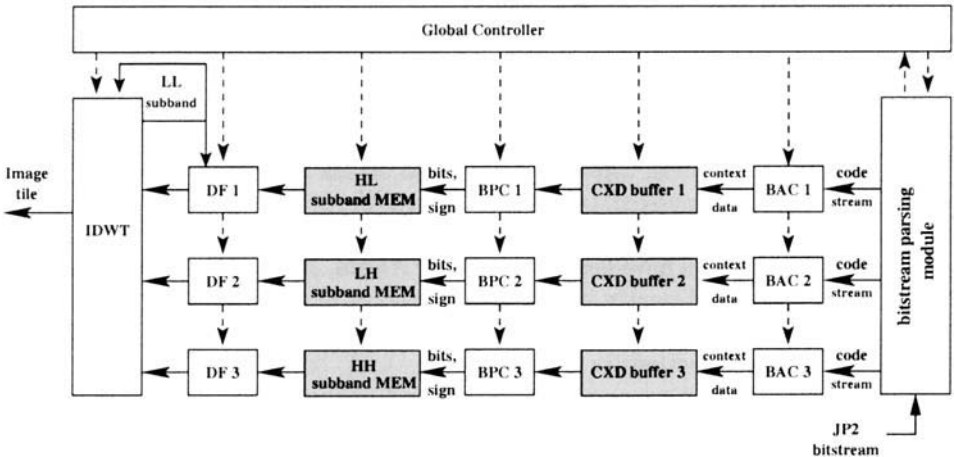 Global Controller
LL
subband
Image
tile
IDWT
DF 1
HL
subband MEM
bits,
sign
BPC 1
CXD buffer 1
context
data
BAC 1
code
stream
DF 2
LH
subband MEM
bits,
sign
BPC 2
CXD buffer 2
context
data
BAC 2
code
stream
DF 3
HH
subband MEM
bits,
sign
BPC 3
CXD buffer 3
context
data
BAC 3
code
stream
bitstream parsing
module
JP2
bitstream